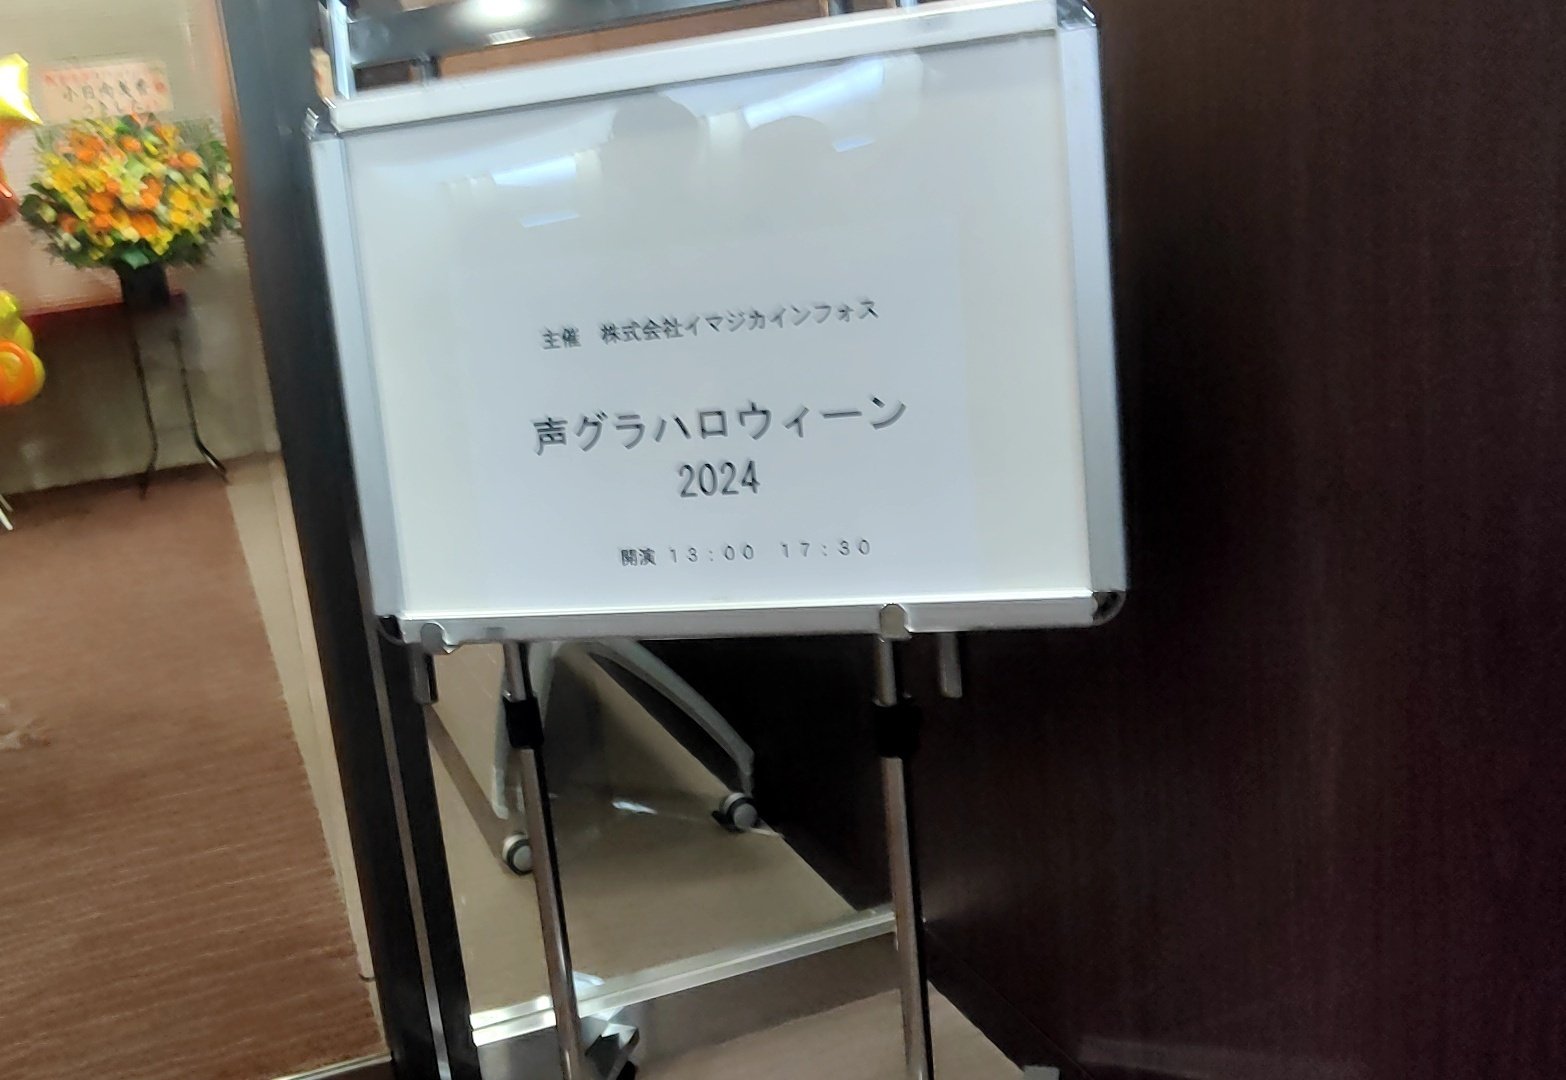 主催　株式会社イマジカインフォス
声グラハロウィーン
2024
開演 13:00　17:30